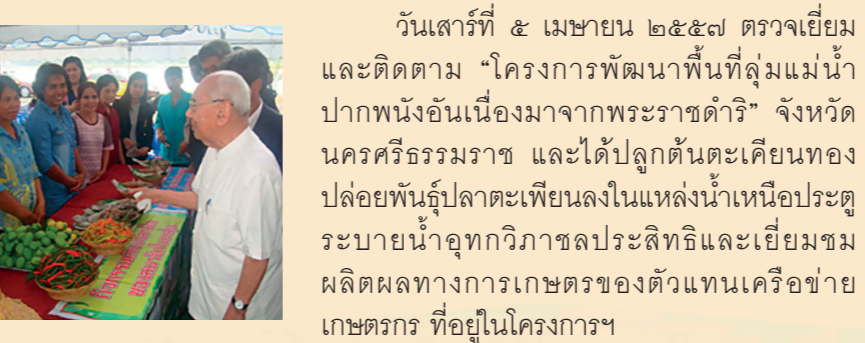 วันเสาร์ที่ ๕ เมษายน ๒๕๕๗ ตรวจเยี่ยม
และติดตาม “โครงการพัฒนาพื้นที่ลุ่มแม่น้ำ
ปากพนังอันเนื่องมาจากพระราชดำริ” จังหวัด
นครศรีธรรมราช และได้ปลูกต้นตะเคียนทอง
ปล่อยพันธุ์ปลาตะเพียนลงในแหล่งน้ำเหนือประตู
ระบายน้ำอุทกวิภาชลประสิทธิและเยี่ยมชม
ผลิตผลทางการเกษตรของตัวแทนเครือข่าย
เกษตรกร ที่อยู่ในโครงการฯ